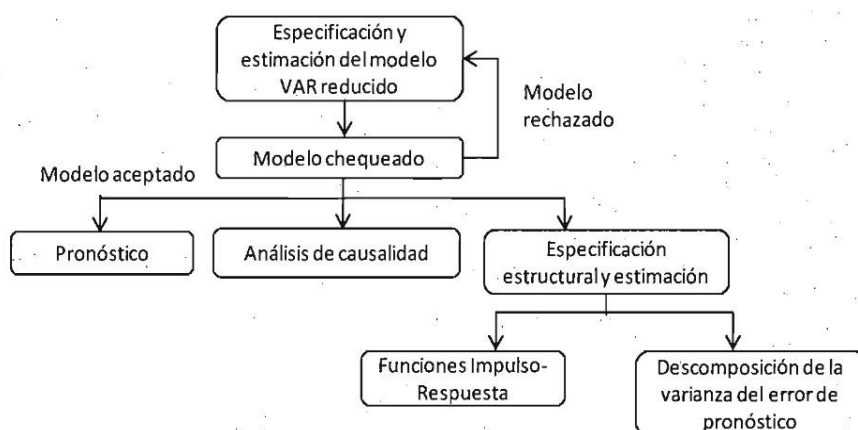 Especificación y
estimación del modelo
VAR reducido
Modelo
rechazado
Modelo chequeado
Modelo aceptado
Pronóstico
Análisis de causalidad
Especificación
estructural y estimación
Funciones Impulso-
Respuesta
Descomposición de la
varianza del error de
pronóstico